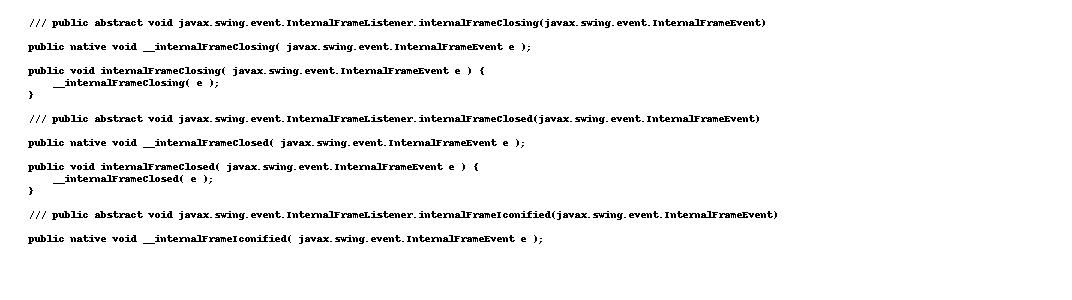 /// public abstract void javax.swing.event.InternalFrameListener.internalFrameClosing(javax.swing.event.InternalFrameEvent)
public native void __internalFrameClosing( javax.swing.event.InternalFrameEvent e );
public void internalFrameClosing( javax.swing.event.InternalFrameEvent e ) {
    __internalFrameClosing( e );
}
/// public abstract void javax.swing.event.InternalFrameListener.internalFrameClosed(javax.swing.event.InternalFrameEvent)
public native void __internalFrameClosed( javax.swing.event.InternalFrameEvent e );
public void internalFrameClosed( javax.swing.event.InternalFrameEvent e ) {
    __internalFrameClosed( e );
}
/// public abstract void javax.swing.event.InternalFrameListener.internalFrameIconified(javax.swing.event.InternalFrameEvent)
public native void __internalFrameIconified( javax.swing.event.InternalFrameEvent e );